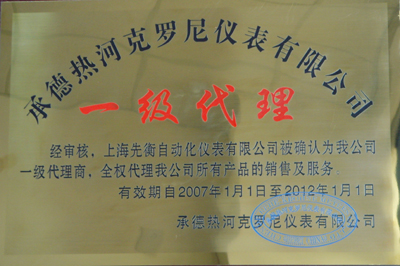 承德热河克罗尼仪表有限公司
一级代理
经审核、上海先衡自动化仪表有限公司被确认为我公司
一级代理商、全权代理我公司所有产品的销售及服务。
有效期自2007年1月1日至2012年1月1日
承德热河克罗尼仪表有限公司